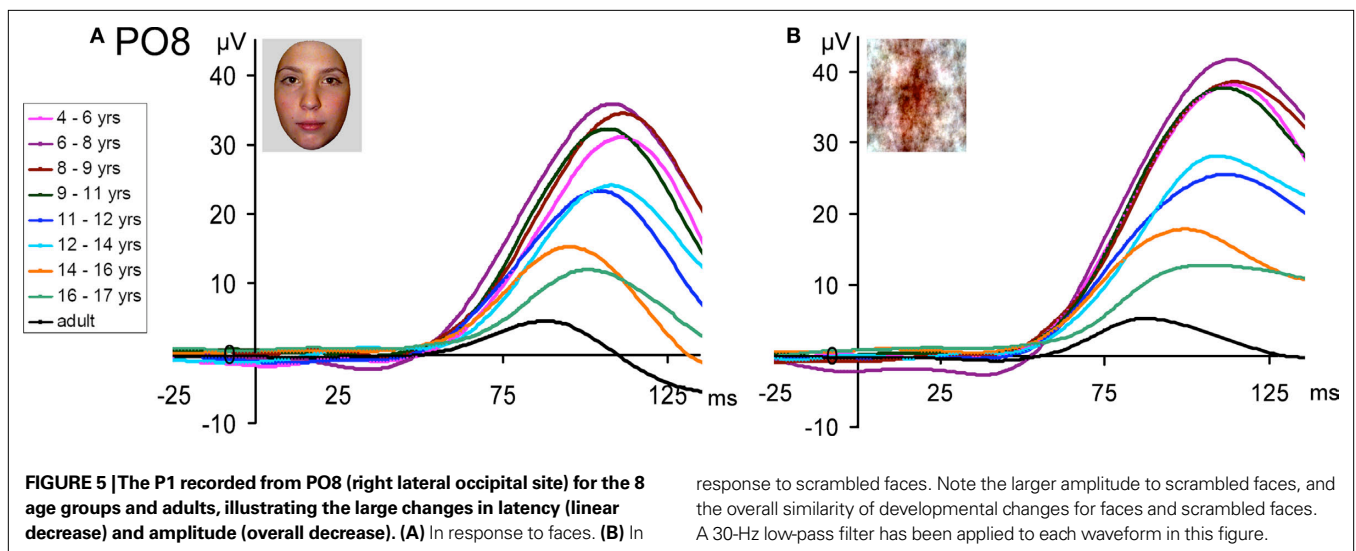 A PO8
µV
40
30
20
10
0
-10
-25
25
75
125
ms
4 - 6 yrs
6 - 8 yrs
8 - 9 yrs
9 - 11 yrs
11 - 12 yrs
12 - 14 yrs
14 - 16 yrs
16 - 17 yrs
adult
B
µV
40
30
20
10
0
-10
-25
25
75
125
ms
FIGURE 5 | The P1 recorded from PO8 (right lateral occipital site) for the 8
age groups and adults, illustrating the large changes in latency (linear
decrease) and amplitude (overall decrease). (A) In response to faces. (B) In
response to scrambled faces. Note the larger amplitude to scrambled faces, and
the overall similarity of developmental changes for faces and scrambled faces.
A 30-Hz low-pass filter has been applied to each waveform in this figure.